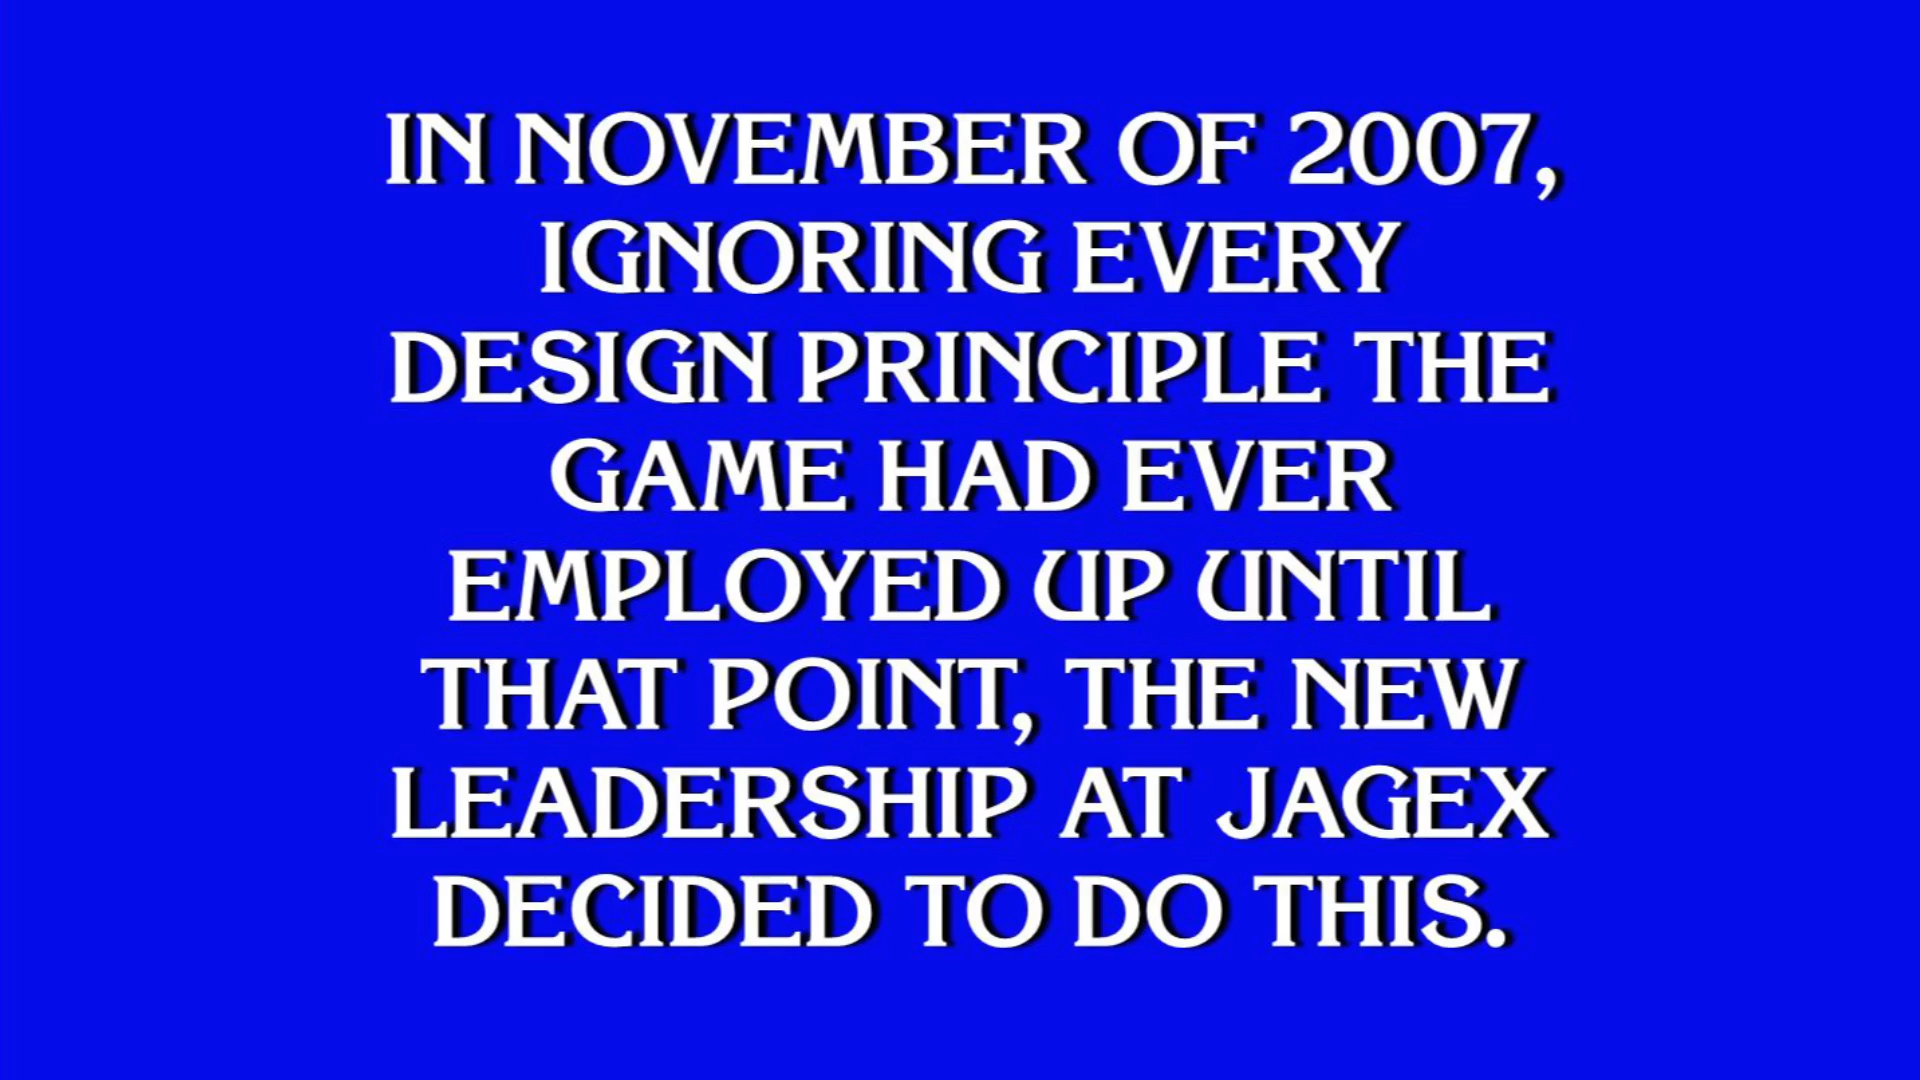 IN NOVEMBER OF 2007,
IGNORING EVERY
DESIGN PRINCIPLE THE
GAME HAD EVER
EMPLOYED UP UNTIL
THAT POINT, THE NEW
LEADERSHIP AT JAGEX
DECIDED TO DO THIS.